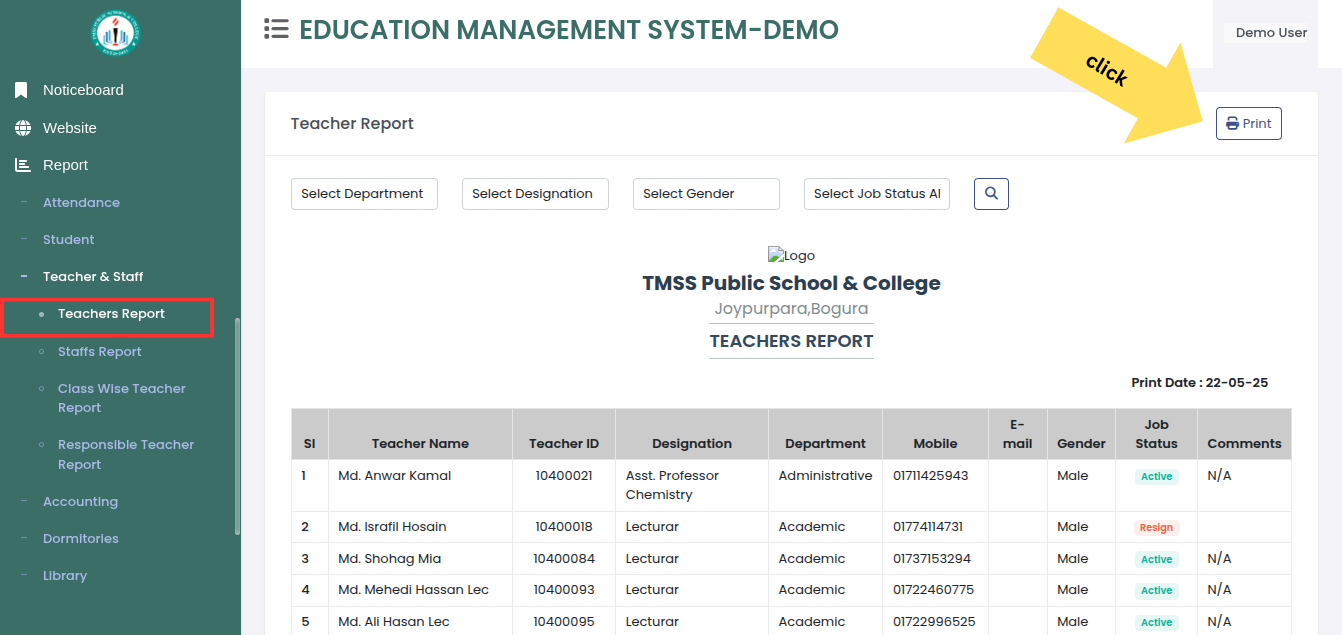 EDUCATION MANAGEMENT SYSTEM-DEMO
Demo User
click
Noticeboard
Website
Report
Attendance
Student
Teacher & Staff
Teachers Report
Staffs Report
Class Wise Teacher
Report
Responsible Teacher
Report
Accounting
Dormitories
Library
Teacher Report
Print
Select Department
Select Designation
Select Gender
Select Job Status Al
Logo
TMSS Public School & College
Joypurpara,Bogura
TEACHERS REPORT
Print Date : 22-05-25
Sl Teacher Name Teacher ID Designation Department Mobile E-mail Gender Job Status Comments
1 Md. Anwar Kamal 10400021 Asst. Professor Chemistry Administrative 01711425943 Male Active N/A
2 Md. Israfil Hosain 10400018 Lecturar Academic 01774114731 Male Resign
3 Md. Shohag Mia 10400084 Lecturar Academic 01737153294 Male Active N/A
4 Md. Mehedi Hassan Lec 10400093 Lecturar Academic 01722460775 Male Active N/A
5 Md. Ali Hasan Lec 10400095 Lecturar Academic 01722996525 Male Active N/A